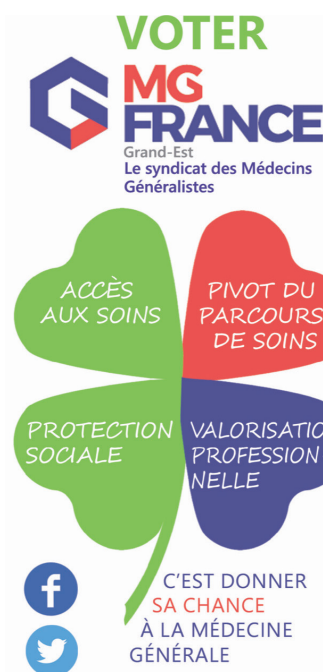 VOTER
MG
FRANCE
Grand-Est
Le syndicat des Médecins
Généralistes
ACCÈS
AUX SOINS
PIVOT DU
PARCOURS
DE SOINS
PROTECTION
SOCIALE
VALORISATIO
PROFESSION
NELLE
C'EST DONNER
SA CHANCE
À LA MÉDECINE
GÉNÉRALE